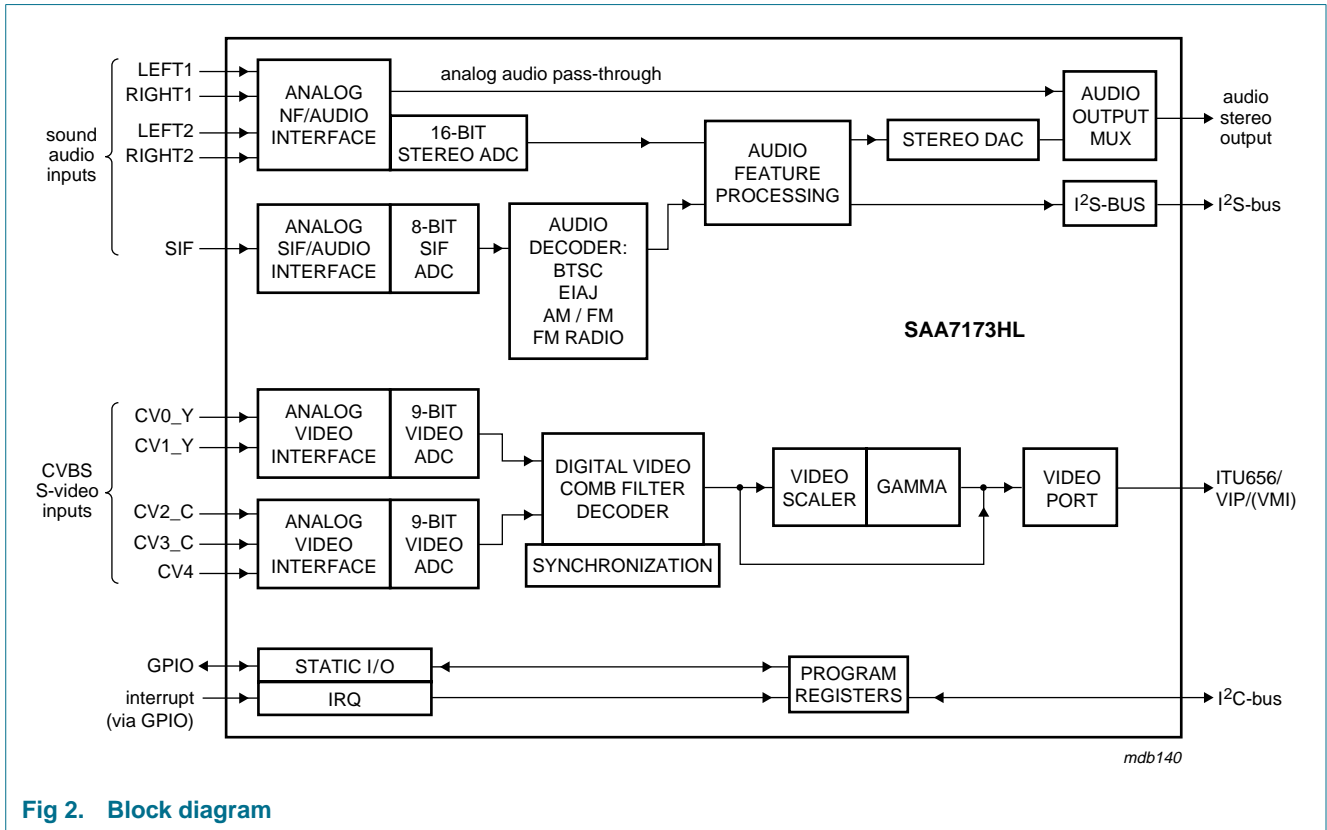 LEFT1
RIGHT1
LEFT2
RIGHT2
sound
audio
inputs
SIF
ANALOG
NF/AUDIO
INTERFACE
16-BIT
STEREO ADC
analog audio pass-through
AUDIO
FEATURE
PROCESSING
STEREO DAC
AUDIO
OUTPUT
MUX
audio
stereo
output
I²S-BUS
I²S-bus
ANALOG
SIF/AUDIO
INTERFACE
8-BIT
SIF
ADC
AUDIO
DECODER:
BTSC
EIAJ
AM / FM
FM RADIO
SAA7173HL
CVBS
S-video
inputs
CV0_Y
CV1_Y
CV2_C
CV3_C
CV4
ANALOG
VIDEO
INTERFACE
9-BIT
VIDEO
ADC
ANALOG
VIDEO
INTERFACE
9-BIT
VIDEO
ADC
DIGITAL VIDEO
COMB FILTER
DECODER
SYNCHRONIZATION
VIDEO
SCALER
GAMMA
VIDEO
PORT
ITU656/
VIP/(VMI)
GPIO
interrupt
(via GPIO)
STATIC I/O
IRQ
PROGRAM
REGISTERS
I²C-bus
mdb140
Fig 2. Block diagram